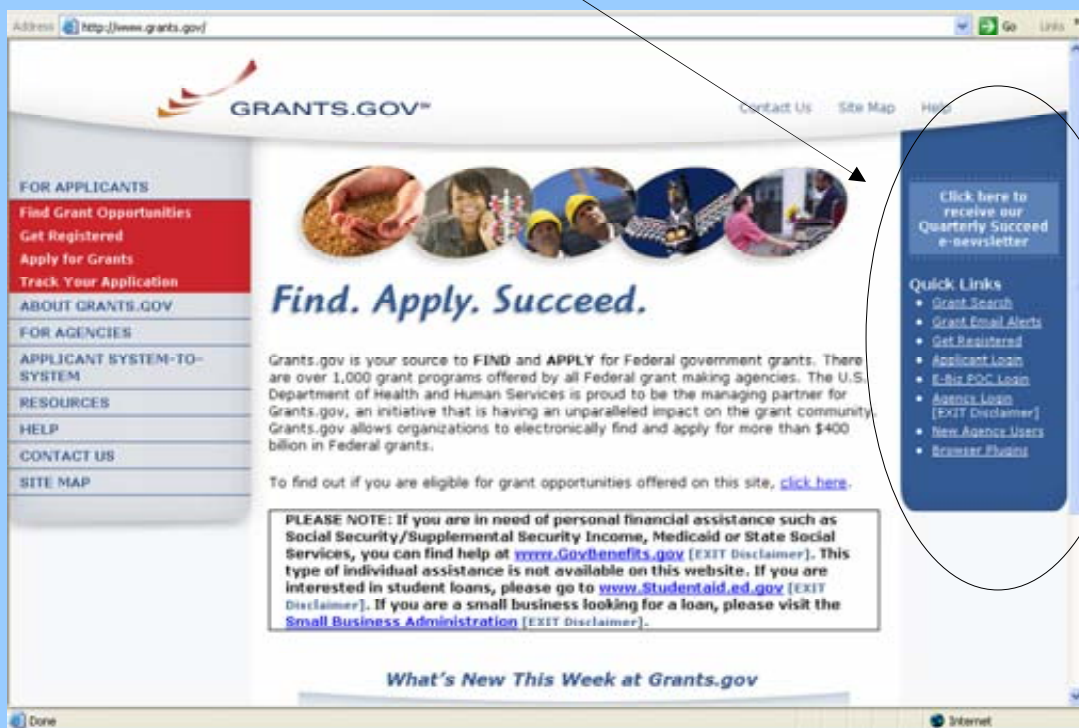 Address http://www.grants.gov/
Go Links
GRANTS.GOV℠
Contact Us Site Map Help
FOR APPLICANTS
Find Grant Opportunities
Get Registered
Apply for Grants
Track Your Application
ABOUT GRANTS.GOV
FOR AGENCIES
APPLICANT SYSTEM-TO-
SYSTEM
RESOURCES
HELP
CONTACT US
SITE MAP
Find. Apply. Succeed.
Grants.gov is your source to FIND and APPLY for Federal government grants. There
are over 1,000 grant programs offered by all Federal grant making agencies. The U.S.
Department of Health and Human Services is proud to be the managing partner for
Grants.gov, an initiative that is having an unparalleled impact on the grant community.
Grants.gov allows organizations to electronically find and apply for more than $400
billion in Federal grants.
To find out if you are eligible for grant opportunities offered on this site, click here.
PLEASE NOTE: If you are in need of personal financial assistance such as
Social Security/Supplemental Security Income, Medicaid or State Social
Services, you can find help at www.GovBenefits.gov [EXIT Disclaimer]. This
type of individual assistance is not available on this website. If you are
interested in student loans, please go to www.Studentaid.ed.gov [EXIT
Disclaimer]. If you are a small business looking for a loan, please visit the
Small Business Administration [EXIT Disclaimer].
What's New This Week at Grants.gov
Click here to
receive our
Quarterly Succeed
e-newsletter
Quick Links
Grant Search
Grant Email Alerts
Get Registered
Applicant Login
E-Biz POC Login
Agency Login
[EXIT Disclaimer]
New Agency Users
Browser Plugins
Done
Internet